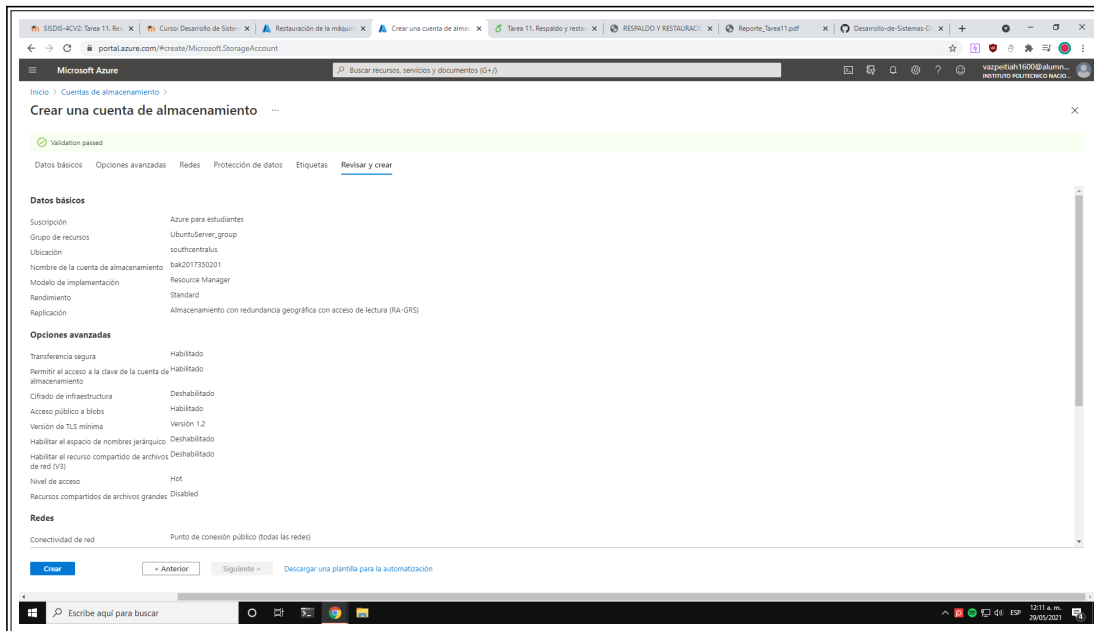 SISDIS-4CV2: Tarea 11. Res
Curso: Desarrollo de Sistem
Restauración de la máquin
Crear una cuenta de almac
Tarea 11. Respaldo y restau
RESPALDO Y RESTAURACIO
Reporte_Tarea11.pdf
Desarrollo-de-Sistemas-D
portal.azure.com/#create/Microsoft.StorageAccount
Microsoft Azure
Buscar recursos, servicios y documentos (G+/)
vazpeitiah1600@alumn...
INSTITUTO POLITECNICO NACIO...
Inicio > Cuentas de almacenamiento >
Crear una cuenta de almacenamiento ...
Validation passed
Datos básicos Opciones avanzadas Redes Protección de datos Etiquetas Revisar y crear
Datos básicos
Suscripción Azure para estudiantes
Grupo de recursos UbuntuServer_group
Ubicación southcentralus
Nombre de la cuenta de almacenamiento bak2017350201
Modelo de implementación Resource Manager
Rendimiento Standard
Replicación Almacenamiento con redundancia geográfica con acceso de lectura (RA-GRS)
Opciones avanzadas
Transferencia segura Habilitado
Permitir el acceso a la clave de la cuenta de Habilitado
almacenamiento
Cifrado de infraestructura Deshabilitado
Acceso público a blobs Habilitado
Versión de TLS mínima Versión 1.2
Habilitar el espacio de nombres jerárquico Deshabilitado
Habilitar el recurso compartido de archivos Deshabilitado
de red (V3)
Nivel de acceso Hot
Recursos compartidos de archivos grandes Disabled
Redes
Conectividad de red Punto de conexión público (todas las redes)
Crear < Anterior Siguiente > Descargar una plantilla para la automatización
Escribe aquí para buscar
ESP
12:11 a. m.
29/05/2021
4